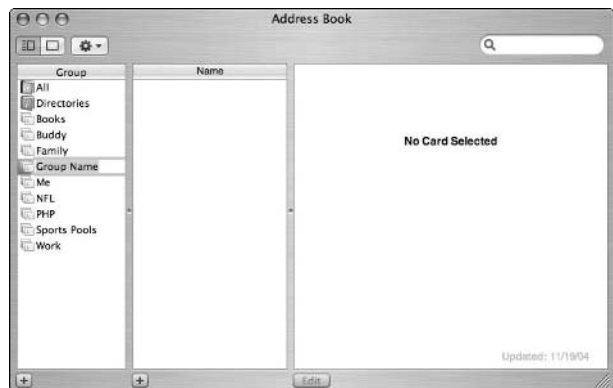 Address Book
Group
Name
All
Directories
Books
Buddy
Family
Group Name
Me
NFL
PHP
Sports Pools
Work
No Card Selected
Updated: 11/19/04
Edit